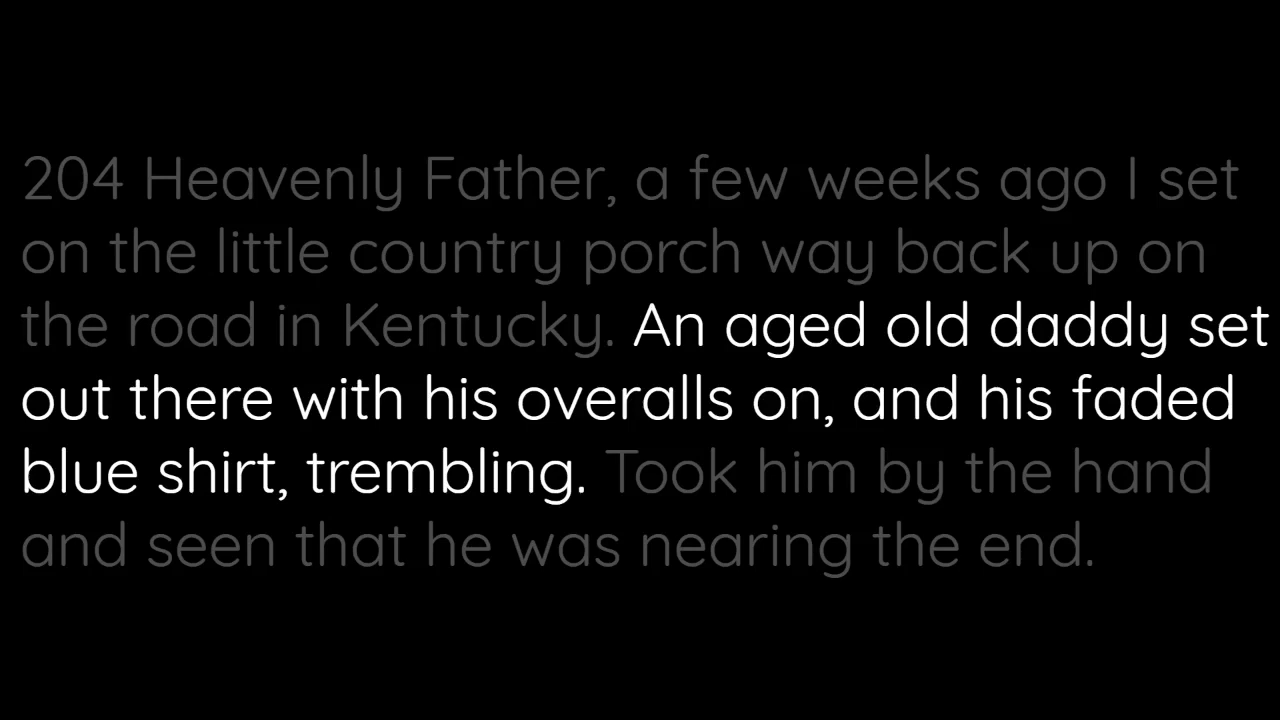 204 Heavenly Father, a few weeks ago I set
on the little country porch way back up on
the road in Kentucky. An aged old daddy set
out there with his overalls on, and his faded
blue shirt, trembling. Took him by the hand
and seen that he was nearing the end.